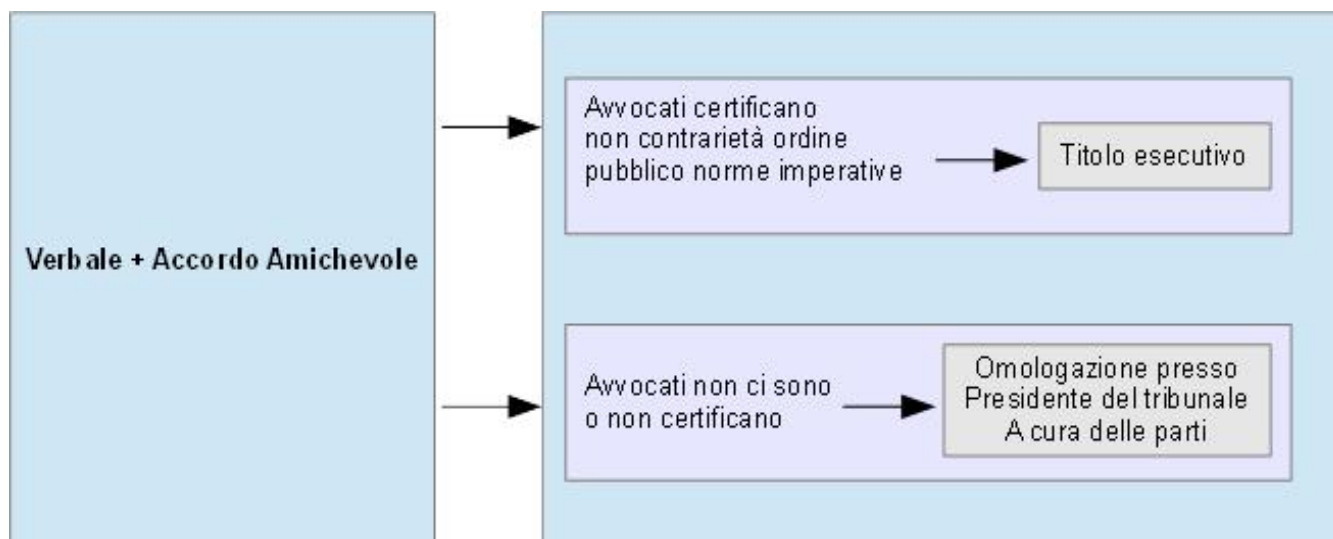 Verbale + Accordo Amichevole
Avvocati certificano
non contrarietà ordine
pubblico norme imperative
Titolo esecutivo
Avvocati non ci sono
o non certificano
Omologazione presso
Presidente del tribunale
A cura delle parti